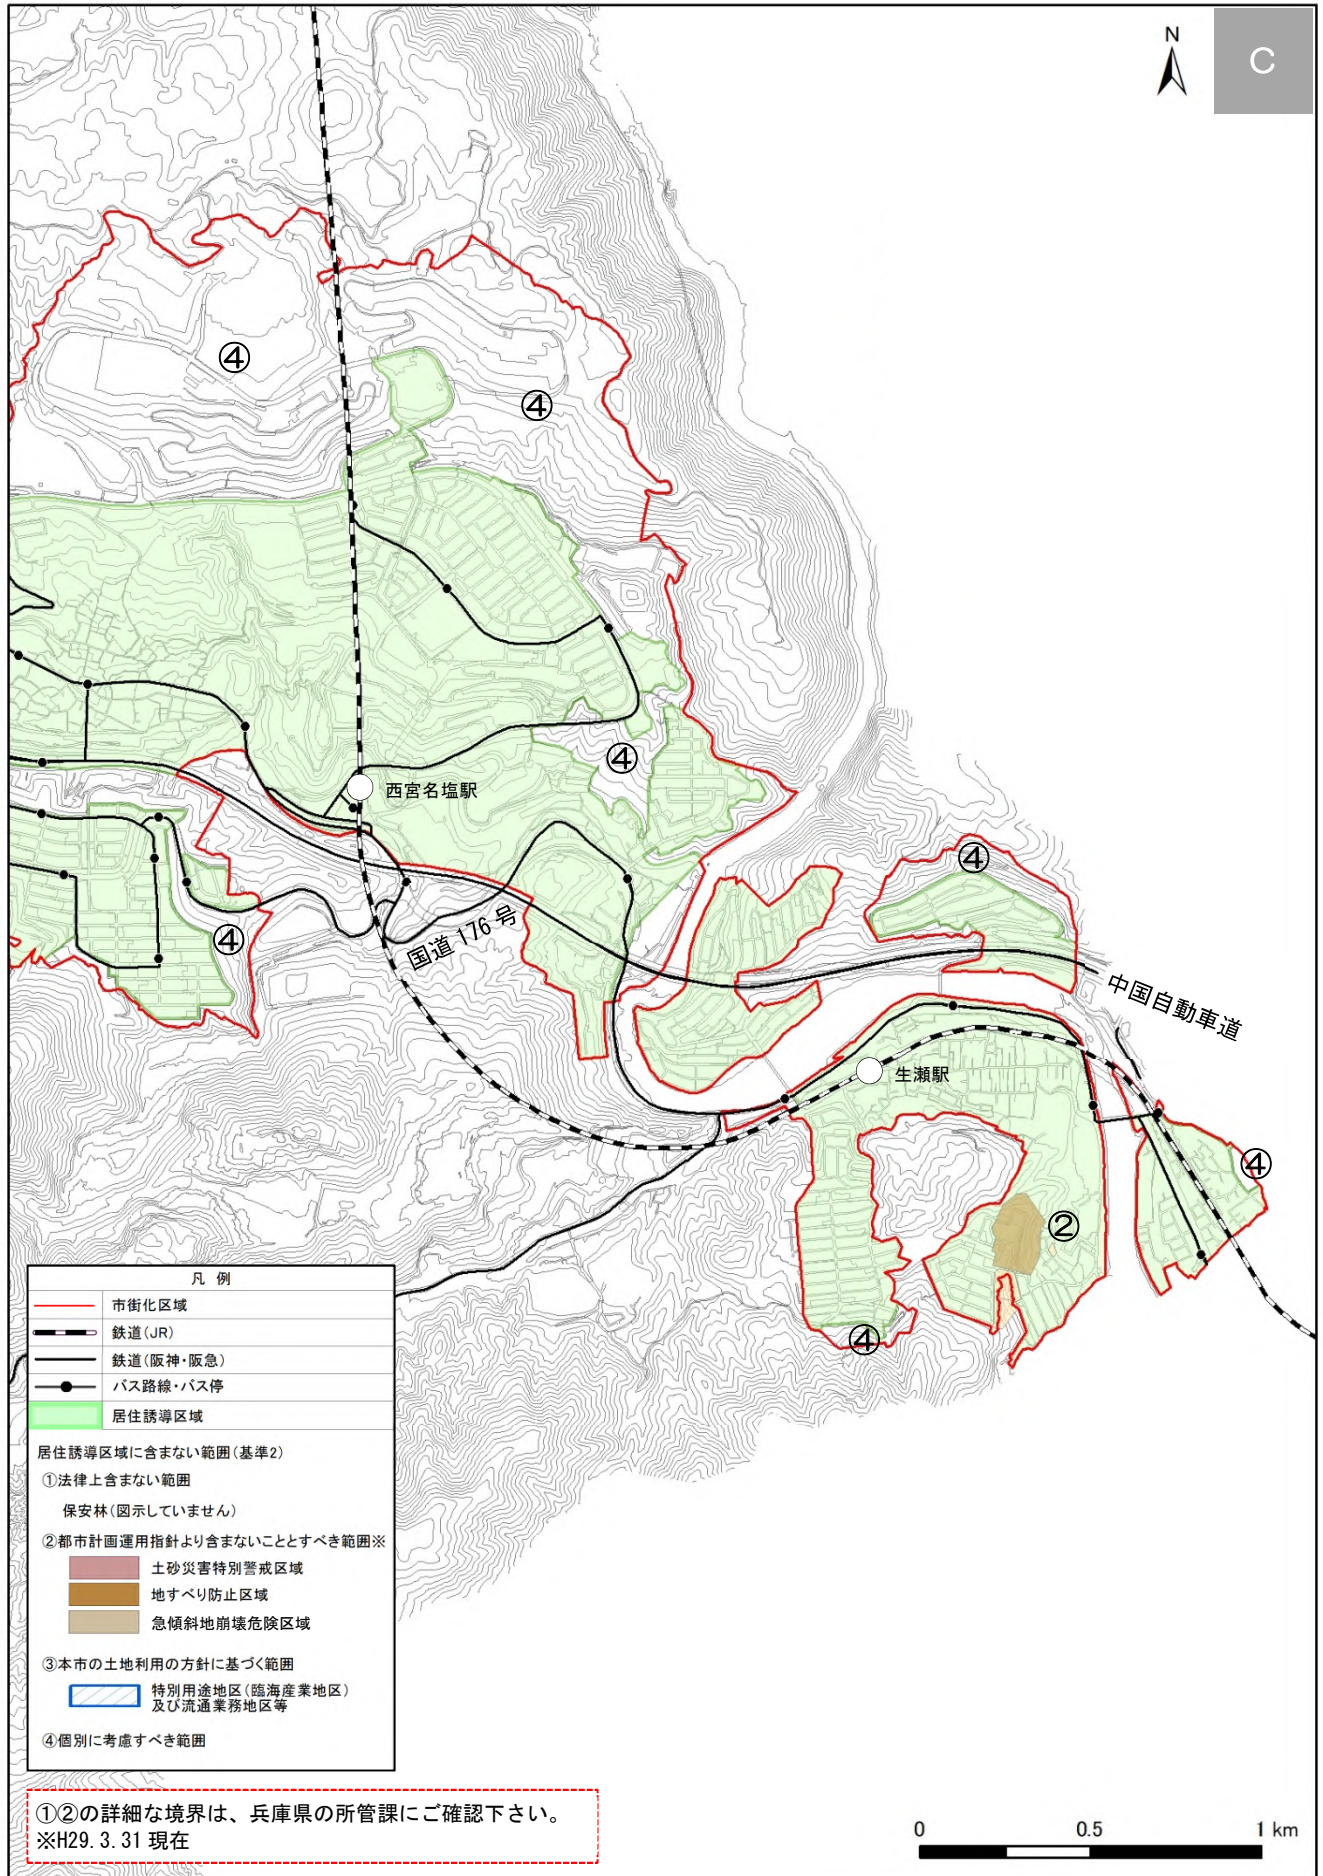 N
C
④
④
④
西宮名塩駅
④
④
国道176号
中国自動車道
生瀬駅
④
②
④
凡 例
市街化区域
鉄道(JR)
鉄道(阪神・阪急)
バス路線・バス停
居住誘導区域
居住誘導区域に含まない範囲(基準2)
①法律上含まない範囲
保安林(図示していません)
②都市計画運用指針より含まないこととすべき範囲※
土砂災害特別警戒区域
地すべり防止区域
急傾斜地崩壊危険区域
③本市の土地利用の方針に基づく範囲
特別用途地区(臨海産業地区)
及び流通業務地区等
④個別に考慮すべき範囲
①②の詳細な境界は、兵庫県の所管課にご確認下さい。
※H29.3.31 現在
0 0.5 1 km